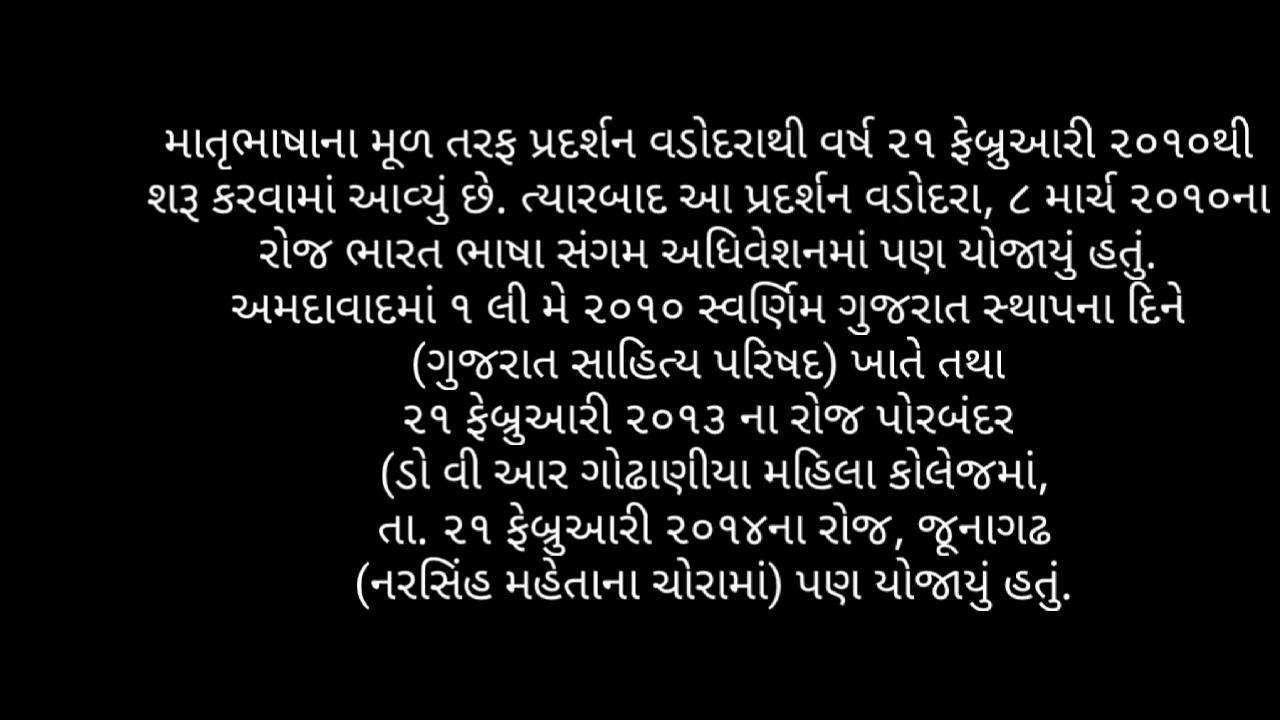 માતૃભાષાના મૂળ તરફ પ્રદર્શન વડોદરાથી વર્ષ ૨૧ ફેબ્રુઆરી ૨૦૧૦થી
શરૂ કરવામાં આવ્યું છે. ત્યારબાદ આ પ્રદર્શન વડોદરા, ૮ માર્ચ ૨૦૧૦ના
રોજ ભારત ભાષા સંગમ અધિવેશનમાં પણ યોજાયું હતું.
અમદાવાદમાં ૧ લી મે ૨૦૧૦ સ્વર્ણિમ ગુજરાત સ્થાપના દિને
(ગુજરાત સાહિત્ય પરિષદ) ખાતે તથા
૨૧ ફેબ્રુઆરી ૨૦૧૩ ના રોજ પોરબંદર
(ડો વી આર ગોઢાણીયા મહિલા કોલેજમાં,
તા. ૨૧ ફેબ્રુઆરી ૨૦૧૪ના રોજ, જૂનાગઢ
(નરસિંહ મહેતાના ચોરામાં) પણ યોજાયું હતું.